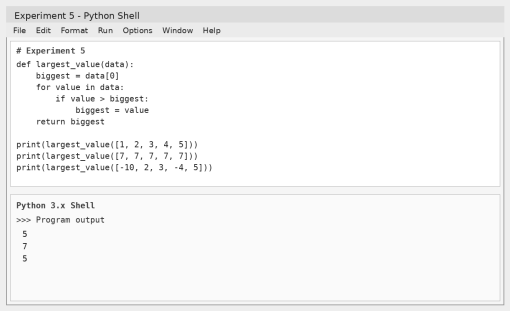 Experiment 5 - Python Shell
File Edit Format Run Options Window Help
# Experiment 5
def largest_value(data):
    biggest = data[0]
    for value in data:
        if value > biggest:
            biggest = value
    return biggest

print(largest_value([1, 2, 3, 4, 5]))
print(largest_value([7, 7, 7, 7, 7]))
print(largest_value([-10, 2, 3, -4, 5]))
Python 3.x Shell
>>> Program output
5
7
5